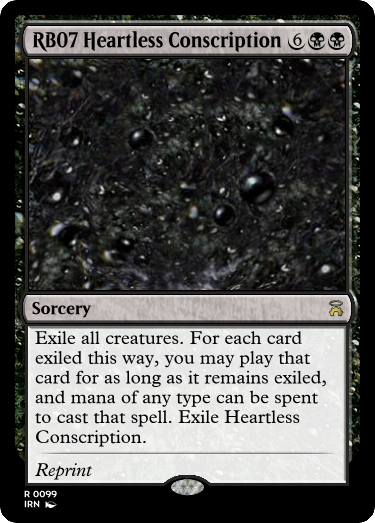 RB07 Heartless Conscription 6
Sorcery
Exile all creatures. For each card
exiled this way, you may play that
card for as long as it remains exiled,
and mana of any type can be spent
to cast that spell. Exile Heartless
Conscription.
Reprint
R 0099
IRN